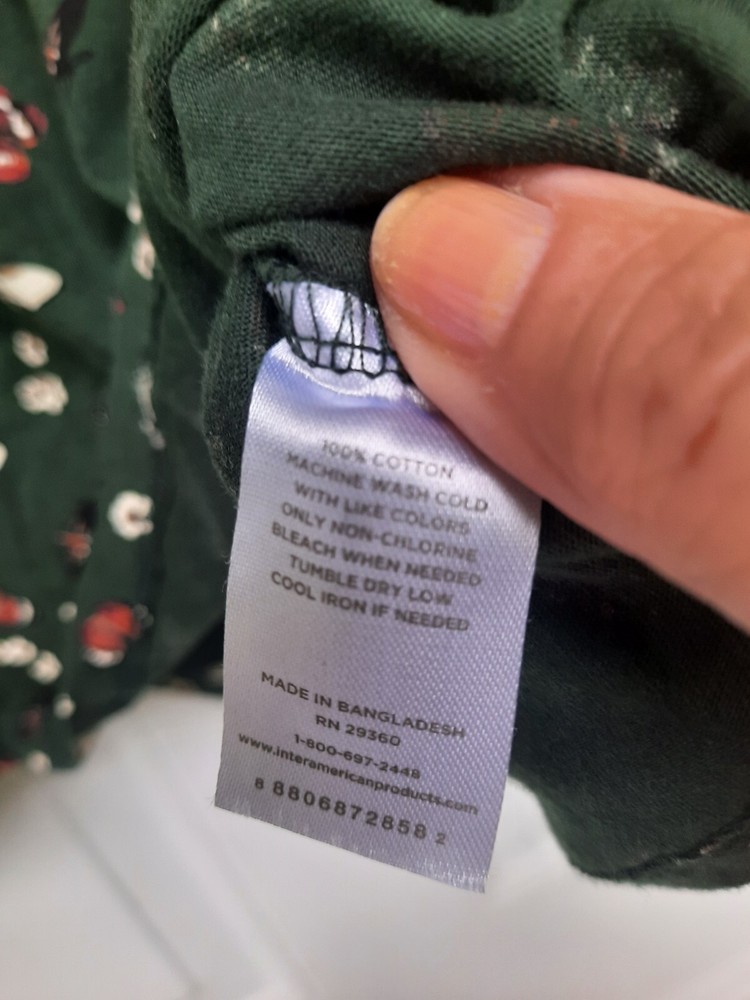 100% COTTON
MACHINE WASH COLD
WITH LIKE COLORS
ONLY NON-CHLORINE
BLEACH WHEN NEEDED
TUMBLE DRY LOW
COOL IRON IF NEEDED
MADE IN BANGLADESH
RN 29360
1-800-697-2448
www.interamericanproducts.com
8 8806872858 2